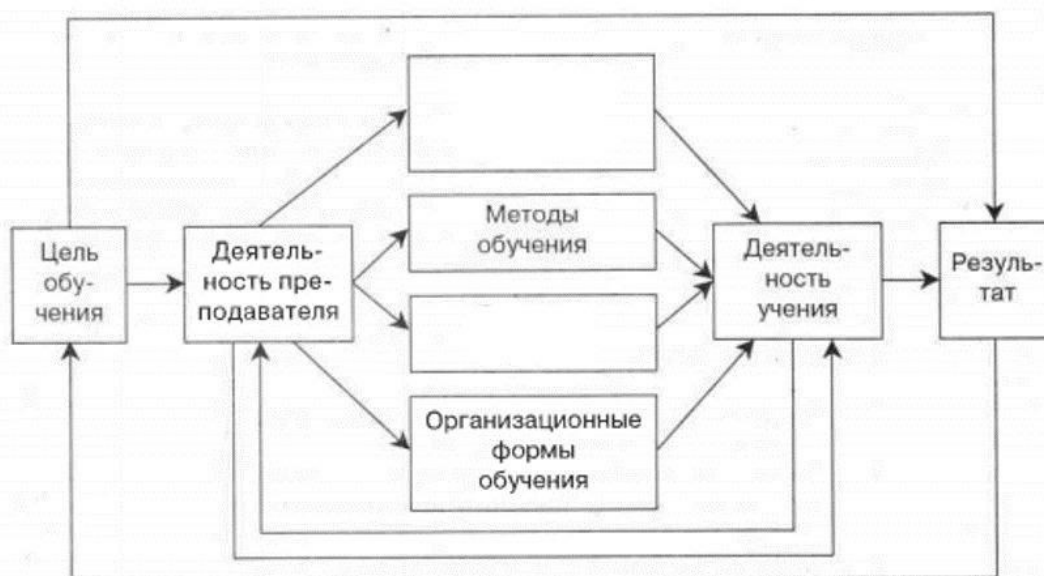 Цель
обу-
чения
Деятель-
ность пре-
подавателя
Методы
обучения
Организационные
формы
обучения
Деятель-
ность
учения
Резуль-
тат